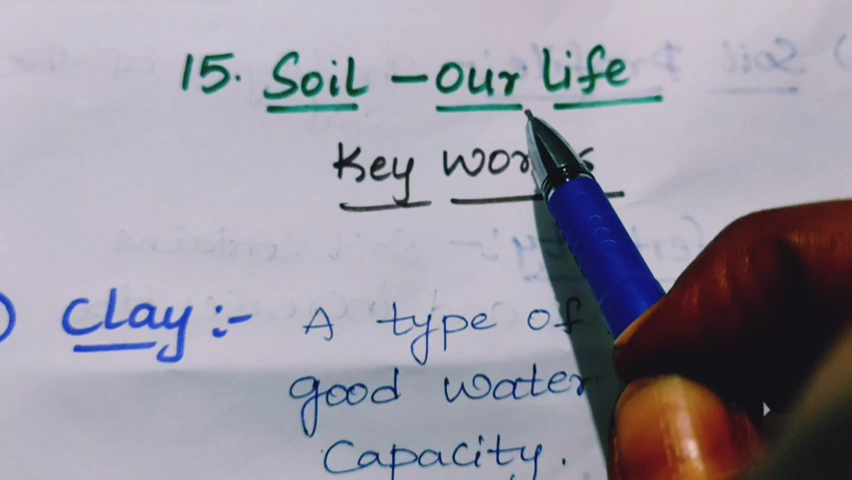 15. Soil - Our life
Key
Clay :- A type of
good water
Capacity.